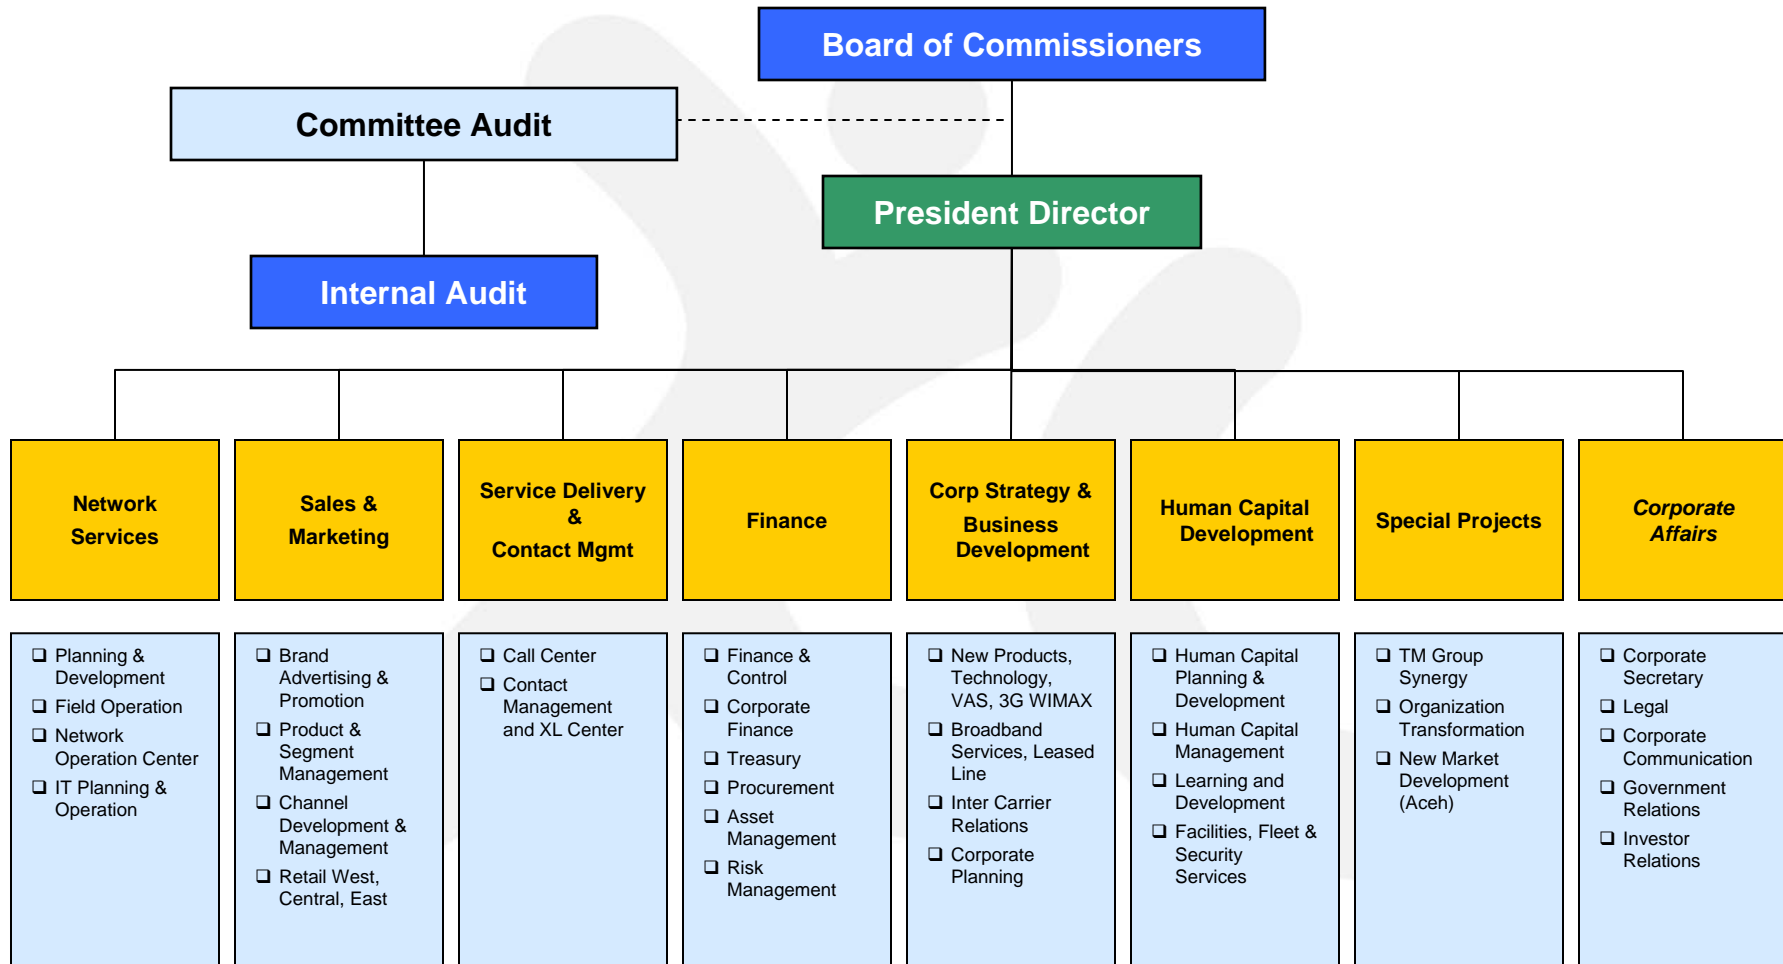 Board of Commissioners
Committee Audit
President Director
Internal Audit
Network
Services
Sales &
Marketing
Service Delivery
&
Contact Mgmt
Finance
Corp Strategy &
Business
Development
Human Capital
Development
Special Projects
Corporate
Affairs
❑ Planning &
Development
❑ Field Operation
❑ Network
Operation Center
❑ IT Planning &
Operation
❑ Brand
Advertising &
Promotion
❑ Product &
Segment
Management
❑ Channel
Development &
Management
❑ Retail West,
Central, East
❑ Call Center
❑ Contact
Management
and XL Center
❑ Finance &
Control
❑ Corporate
Finance
❑ Treasury
❑ Procurement
❑ Asset
Management
❑ Risk
Management
❑ New Products,
Technology,
VAS, 3G WIMAX
❑ Broadband
Services, Leased
Line
❑ Inter Carrier
Relations
❑ Corporate
Planning
❑ Human Capital
Planning &
Development
❑ Human Capital
Management
❑ Learning and
Development
❑ Facilities, Fleet &
Security
Services
❑ TM Group
Synergy
❑ Organization
Transformation
❑ New Market
Development
(Aceh)
❑ Corporate
Secretary
❑ Legal
❑ Corporate
Communication
❑ Government
Relations
❑ Investor
Relations